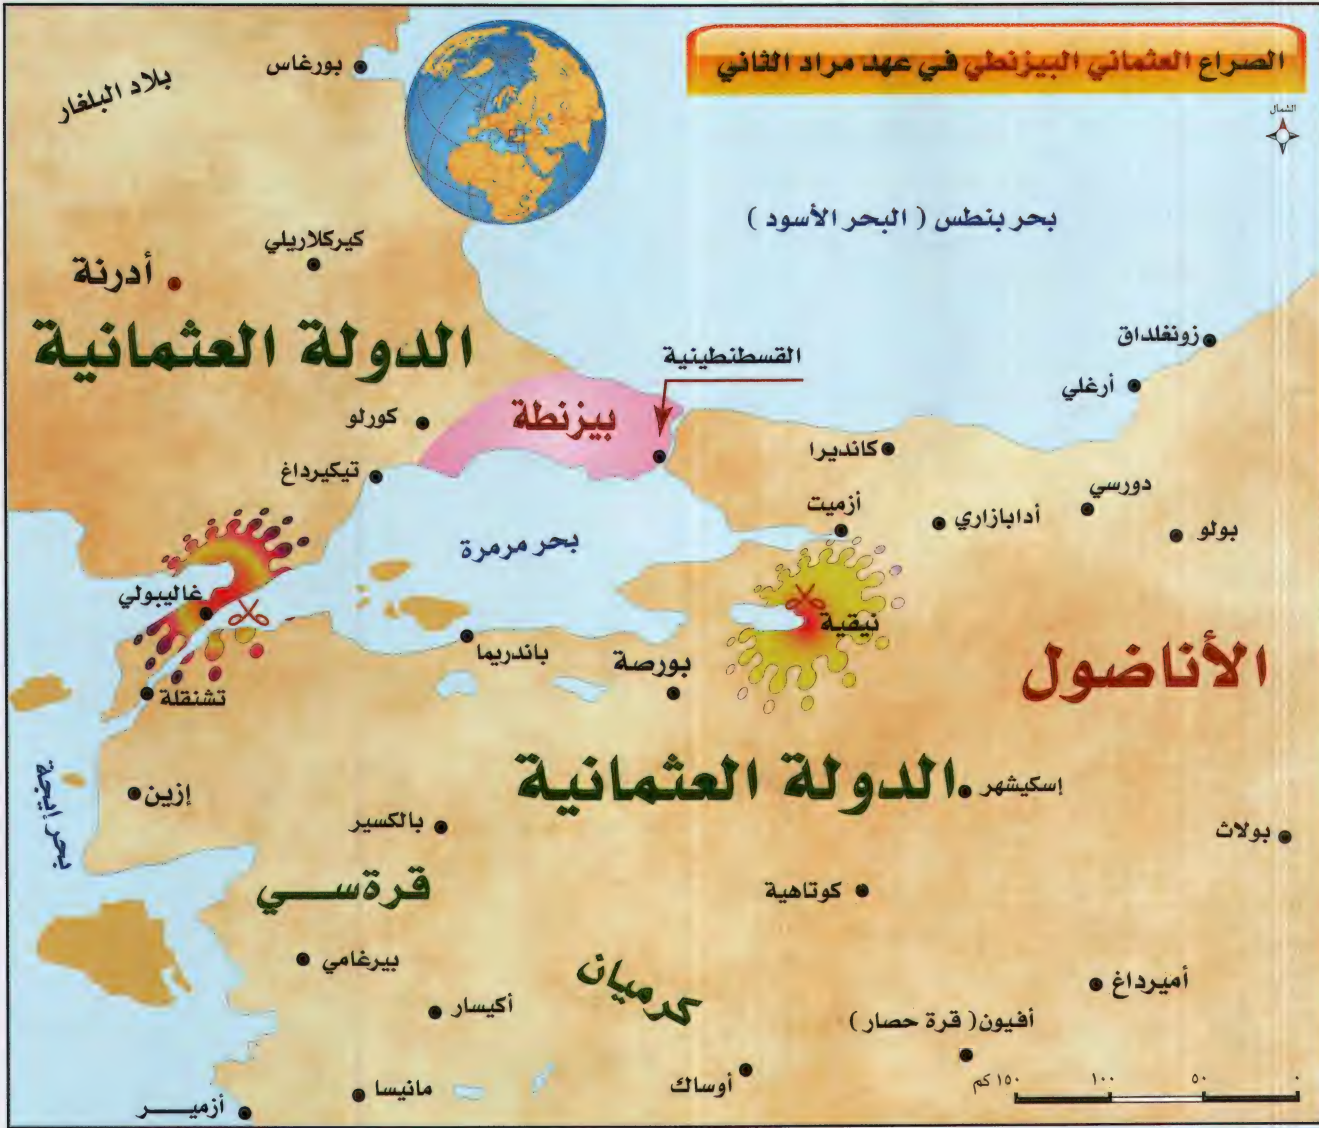 الصراع العثماني البيزنطي في عهد مراد الثاني
الشمال
بورغاس
بلاد البلغار
بحر بنطس ( البحر الأسود )
كيركلاريلي
أدرنة
الدولة العثمانية
زونغلداق
القسطنطينية
أرغلي
بيزنطة
كورلو
كانديرا
تيكيرداغ
دورسي
أزميت
أدابازاري
بولو
بحر مرمرة
غاليبولي
نيقية
باندريما
بورصة
الأناضول
تشنقلة
بحر إيجة
إزين
الدولة العثمانية
إسكيشهر
بالكسير
بولاث
قرةســـي
كوتاهية
بيرغامي
كرميان
أميرداغ
أكيسار
أفيون( قرة حصار )
أوساك
مانيسا
أزميـــر
٠ ٥٠ ١٠٠ ١٥٠ كم